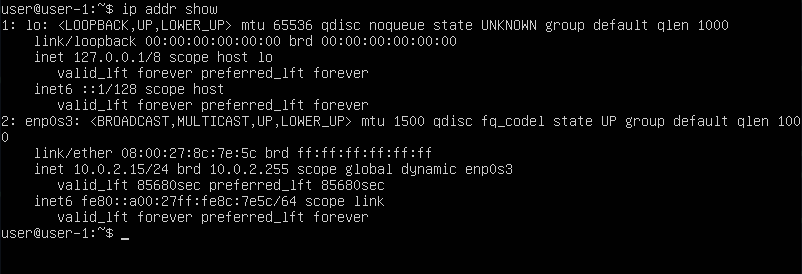 user@user-1:~$ ip addr show
1: lo: <LOOPBACK,UP,LOWER_UP> mtu 65536 qdisc noqueue state UNKNOWN group default qlen 1000
    link/loopback 00:00:00:00:00:00 brd 00:00:00:00:00:00
    inet 127.0.0.1/8 scope host lo
       valid_lft forever preferred_lft forever
    inet6 ::1/128 scope host
       valid_lft forever preferred_lft forever
2: enp0s3: <BROADCAST,MULTICAST,UP,LOWER_UP> mtu 1500 qdisc fq_codel state UP group default qlen 100
0
    link/ether 08:00:27:8c:7e:5c brd ff:ff:ff:ff:ff:ff
    inet 10.0.2.15/24 brd 10.0.2.255 scope global dynamic enp0s3
       valid_lft 85680sec preferred_lft 85680sec
    inet6 fe80::a00:27ff:fe8c:7e5c/64 scope link
       valid_lft forever preferred_lft forever
user@user-1:~$ _